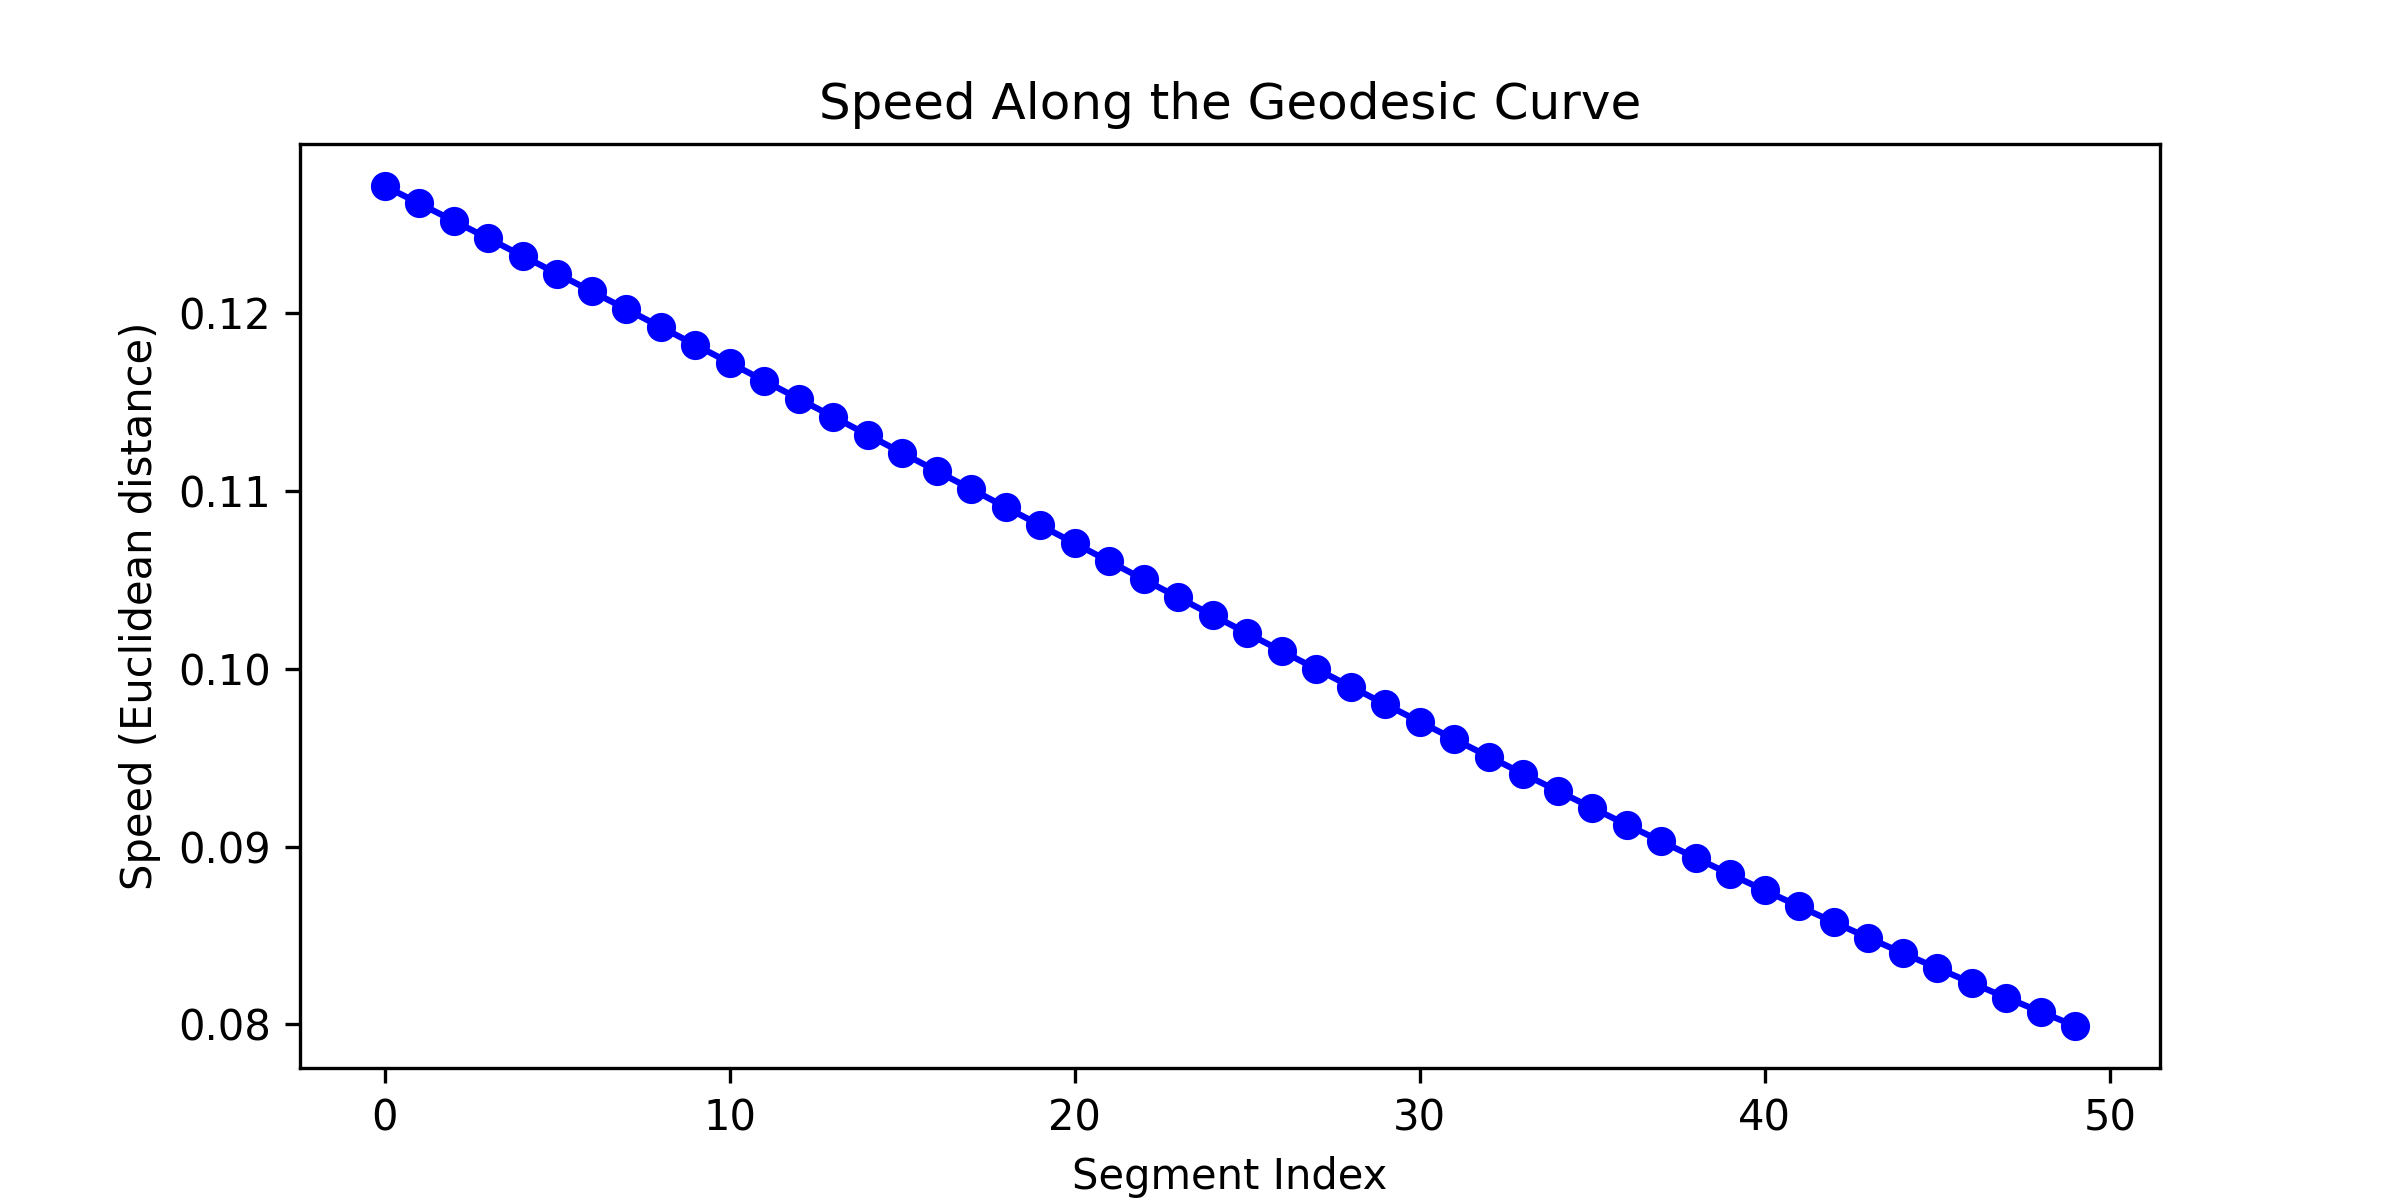 Speed Along the Geodesic Curve
Speed (Euclidean distance)
0.12
0.11
0.10
0.09
0.08
0 10 20 30 40 50
Segment Index